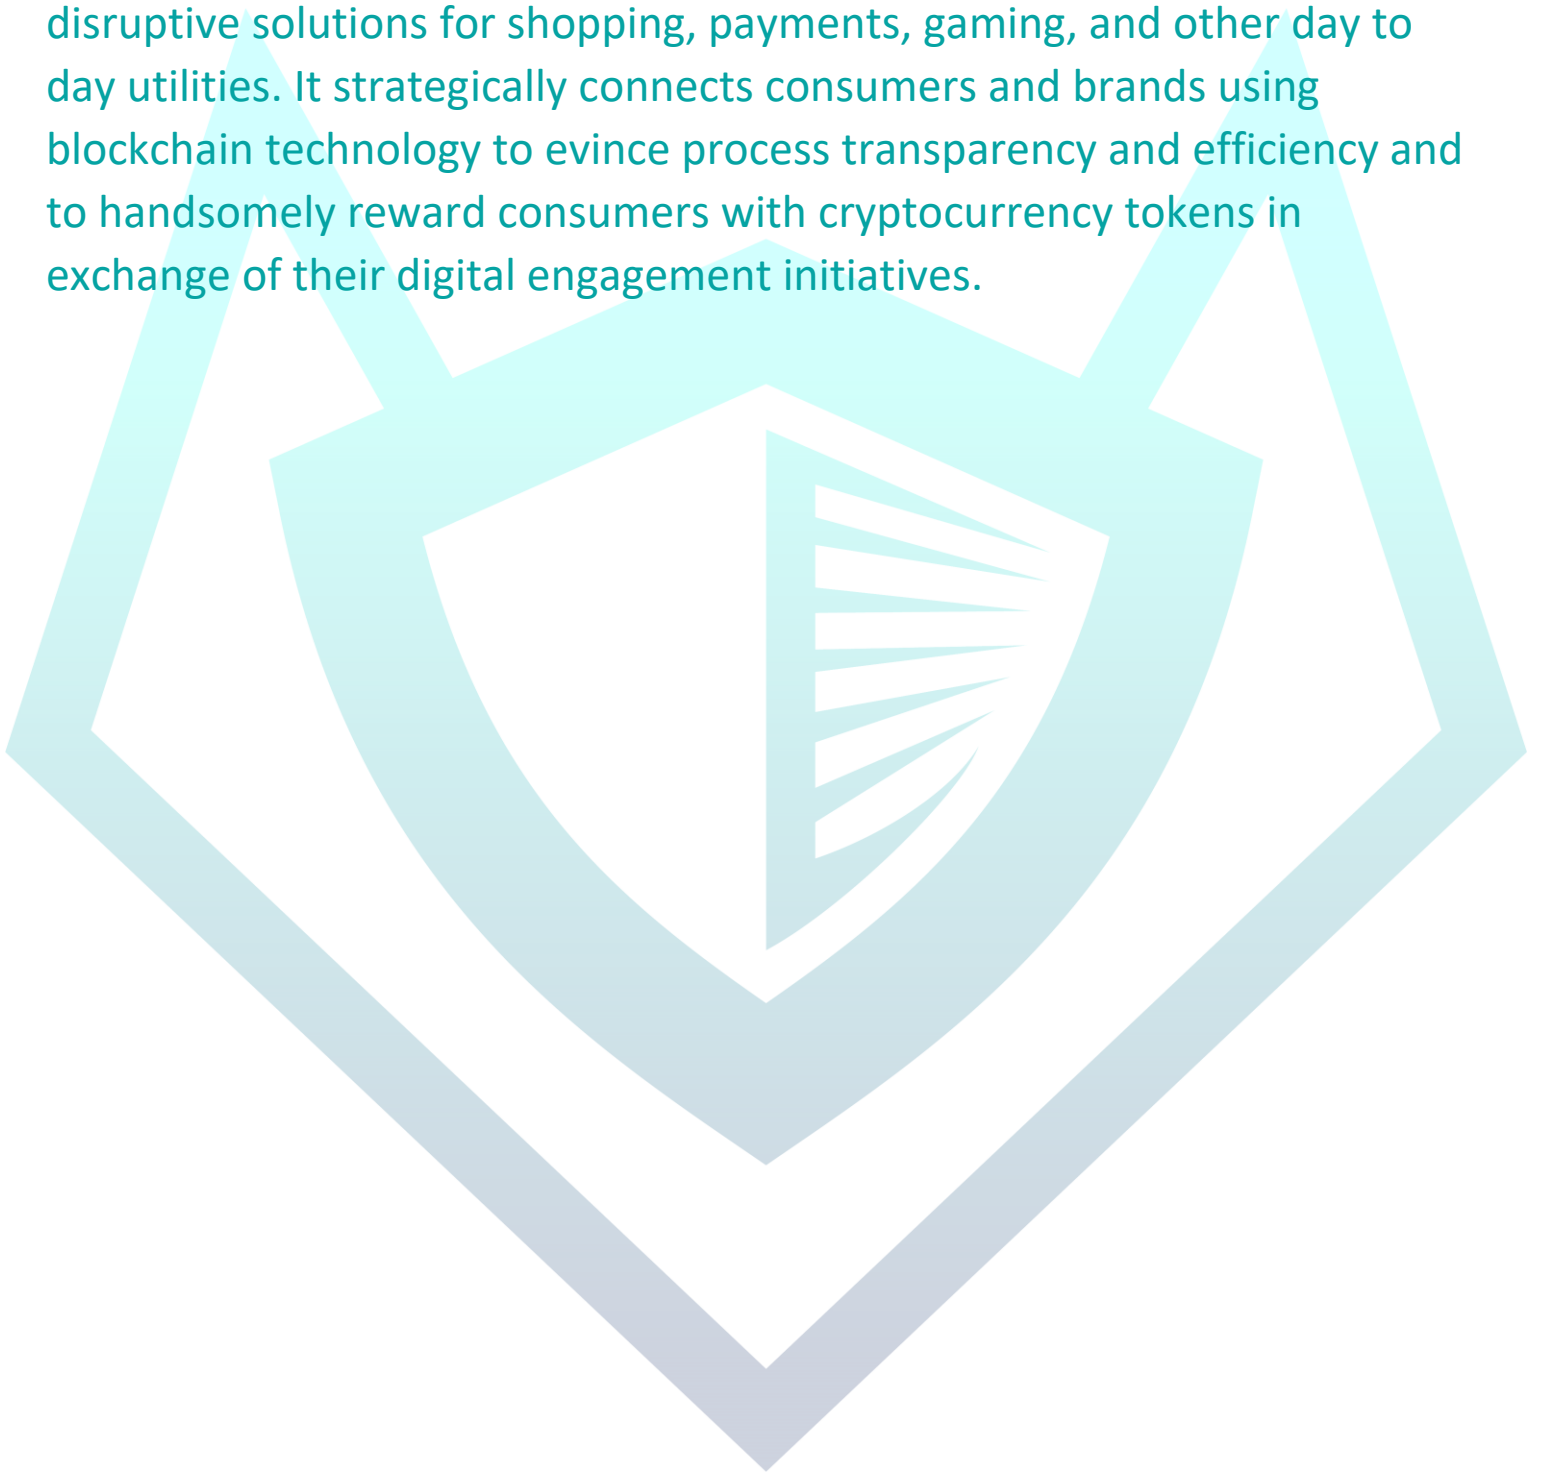 disruptive solutions for shopping, payments, gaming, and other day to
day utilities. It strategically connects consumers and brands using
blockchain technology to evince process transparency and efficiency and
to handsomely reward consumers with cryptocurrency tokens in
exchange of their digital engagement initiatives.